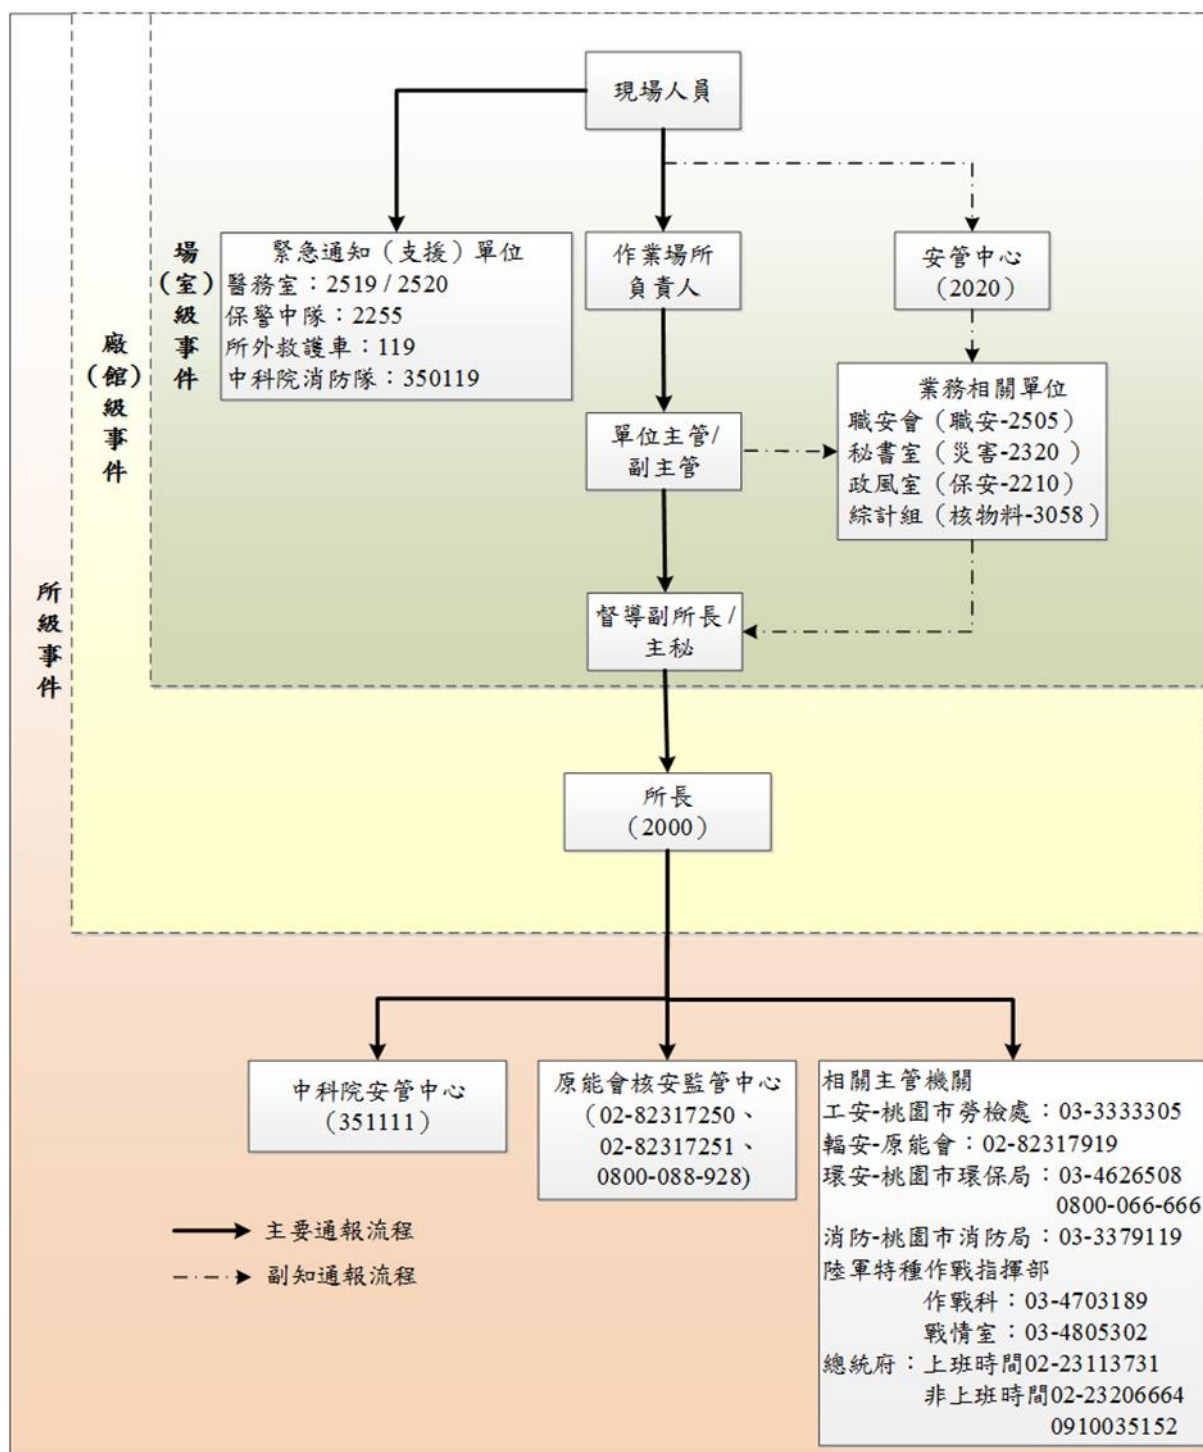 現場人員
場(室)級事件
廠(館)級事件
所級事件
緊急通知（支援）單位
醫務室：2519 / 2520
保警中隊：2255
所外救護車：119
中科院消防隊：350119
作業場所
負責人
安管中心
（2020）
業務相關單位
職安會（職安-2505）
秘書室（災害-2320 ）
政風室（保安-2210）
綜計組（核物料-3058）
單位主管/
副主管
督導副所長/
主秘
所長
（2000）
中科院安管中心
（351111）
原能會核安監管中心
（02-82317250、
02-82317251、
0800-088-928)
相關主管機關
工安-桃園市勞檢處：03-3333305
輻安-原能會：02-82317919
環安-桃園市環保局：03-4626508
0800-066-666
消防-桃園市消防局：03-3379119
陸軍特種作戰指揮部
作戰科：03-4703189
戰情室：03-4805302
總統府：上班時間02-23113731
非上班時間02-23206664
0910035152
主要通報流程
副知通報流程